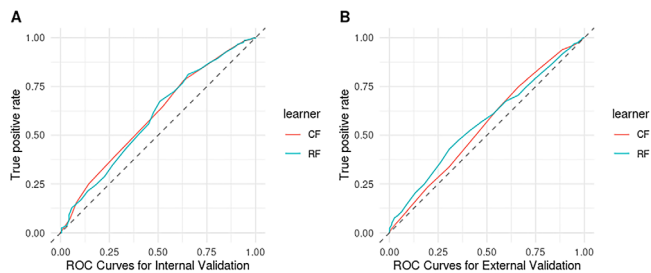 A
1.00
0.75
0.50
0.25
0.00
True positive rate
0.00 0.25 0.50 0.75 1.00
ROC Curves for Internal Validation
learner
CF
RF
B
1.00
0.75
0.50
0.25
0.00
True positive rate
0.00 0.25 0.50 0.75 1.00
ROC Curves for External Validation
learner
CF
RF